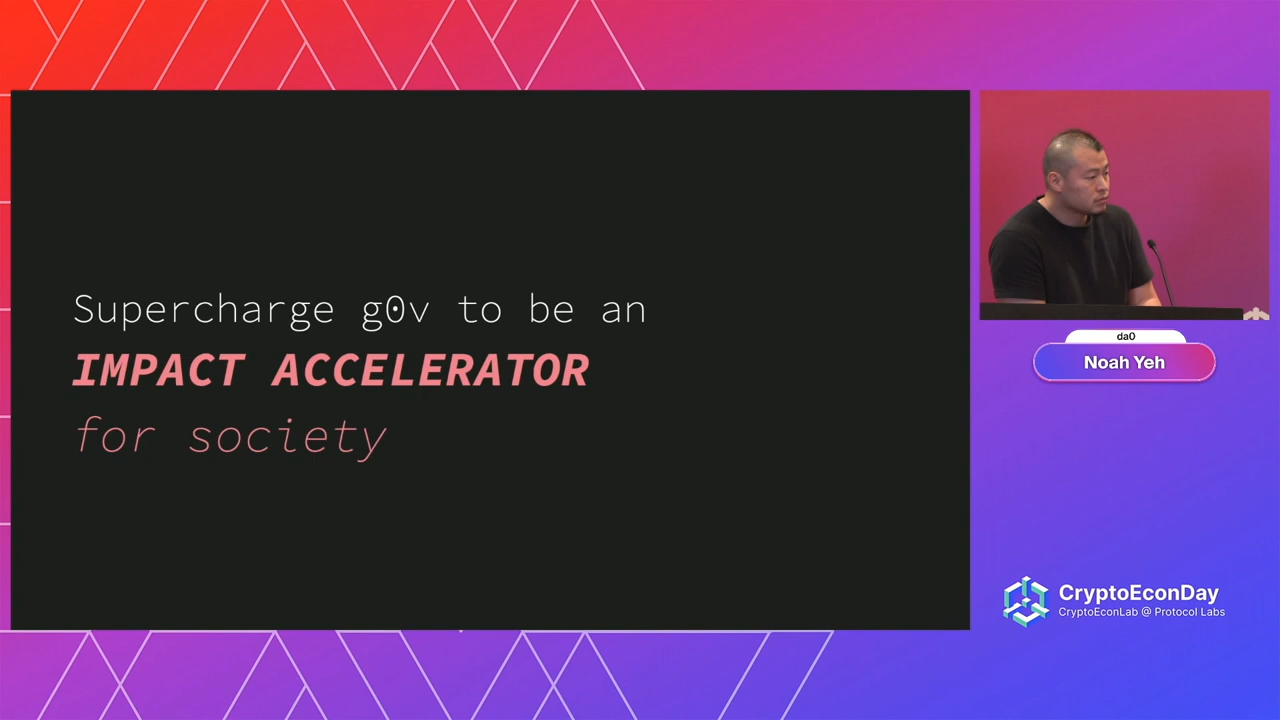 Supercharge g0v to be an
IMPACT ACCELERATOR
for society
da0
Noah Yeh
CryptoEconDay
CryptoEconLab @ Protocol Labs